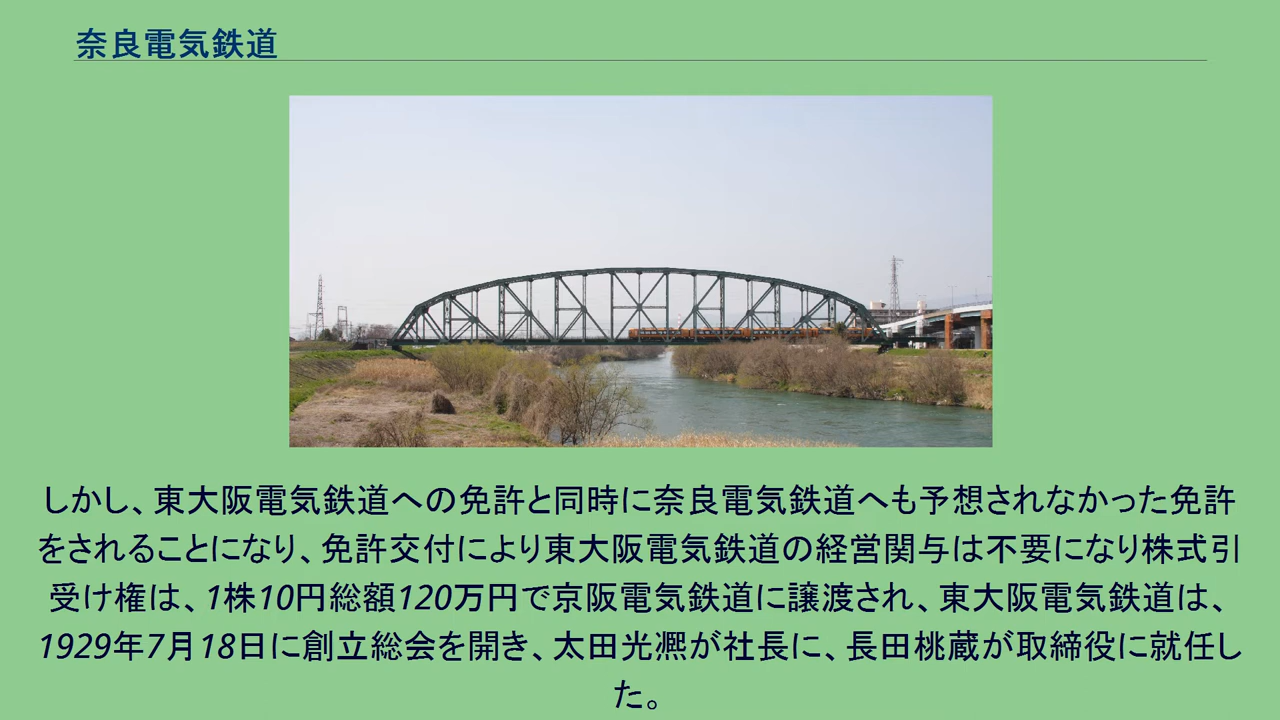 奈良電気鉄道
しかし、東大阪電気鉄道への免許と同時に奈良電気鉄道へも予想されなかった免許
をされることになり、免許交付により東大阪電気鉄道の経営関与は不要になり株式引
受け権は、1株10円総額120万円で京阪電気鉄道に譲渡され、東大阪電気鉄道は、
1929年7月18日に創立総会を開き、太田光凞が社長に、長田桃蔵が取締役に就任し
た。